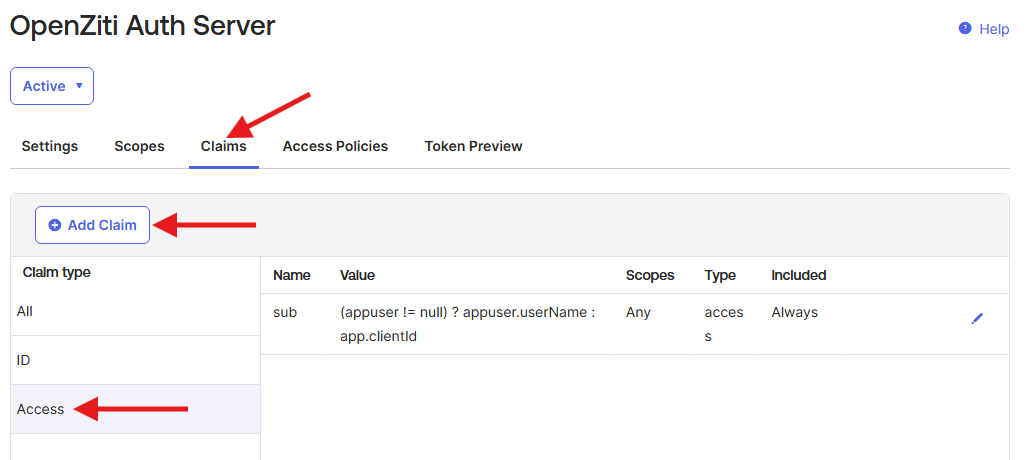 OpenZiti Auth Server
Help
Active
Settings Scopes Claims Access Policies Token Preview
Add Claim
Claim type
All
ID
Access
Name Value Scopes Type Included
sub (appuser != null) ? appuser.userName : Any acces Always
app.clientId s